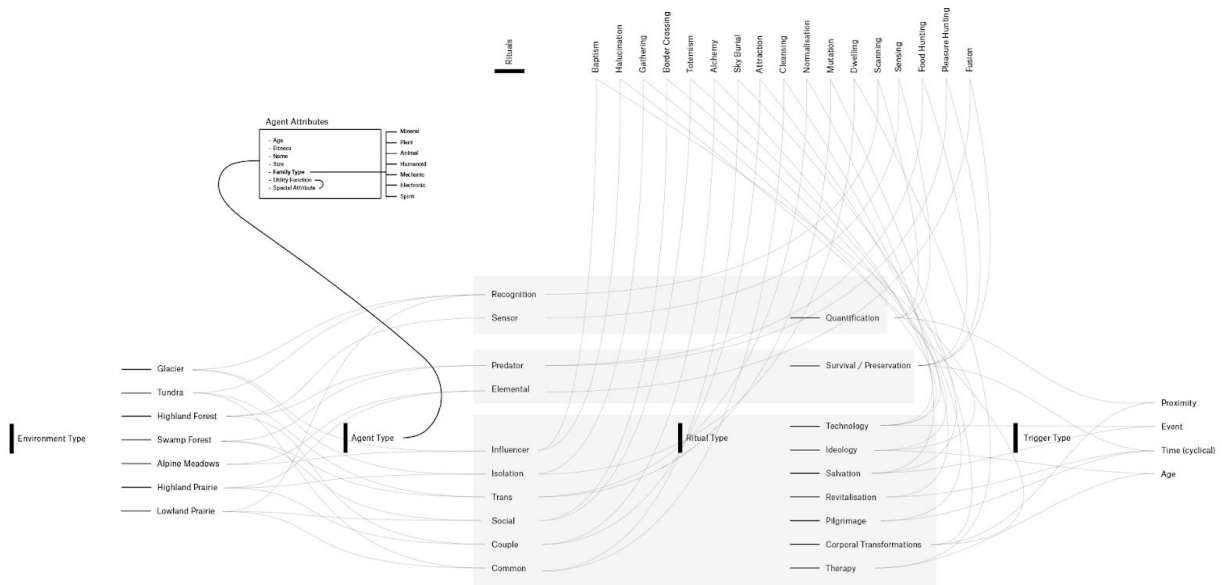 Rituals
Baptism
Halucination
Gathering
Border Crossing
Totemism
Alchemy
Sky Burial
Attraction
Cleansing
Normalisation
Mutation
Dwelling
Scanning
Sensing
Food Hunting
Pleasure Hunting
Fusion
Agent Attributes
- Age
- Fitness
- Name
- Size
- Family Type
- Utility Function
- Special Attribute
Mineral
Plant
Animal
Humanoid
Mechanic
Electronic
Spirit
Environment Type
Glacier
Tundra
Highland Forest
Swamp Forest
Alpine Meadows
Highland Prairie
Lowland Prairie
Agent Type
Recognition
Sensor
Predator
Elemental
Influencer
Isolation
Trans
Social
Couple
Common
Ritual Type
Quantification
Survival / Preservation
Technology
Ideology
Salvation
Revitalisation
Pilgrimage
Corporal Transformations
Therapy
Trigger Type
Proximity
Event
Time (cyclical)
Age